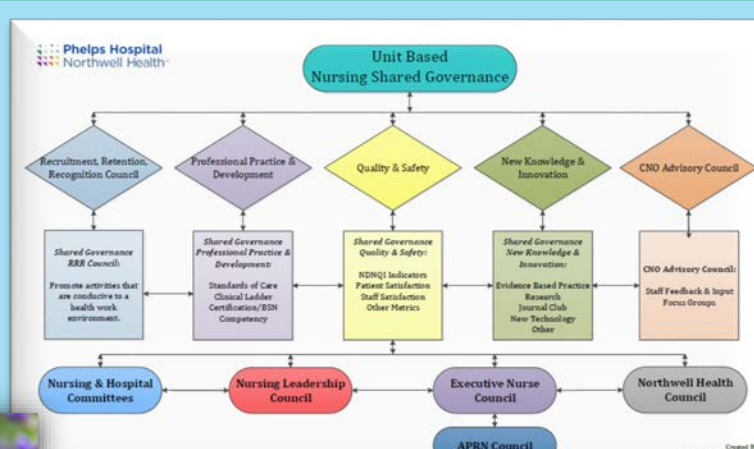 Phelps Hospital
Northwell Health
Unit Based
Nursing Shared Governance
Recruitment, Retention,
Recognition Council
Professional Practice &
Development
Quality & Safety
New Knowledge &
Innovation
CNO Advisory Council
Shared Governance
RRR Council:
Promote activities that
are conducive to a
health work
environment.
Shared Governance
Professional Practice &
Development:
Standards of Care
Clinical Ladder
Certification/BSN
Competency
Shared Governance
Quality & Safety:
NDNQI Indicators
Patient Satisfaction
Staff Satisfaction
Other Metrics
Shared Governance
New Knowledge &
Innovation:
Evidence Based Practice
Research
Journal Club
New Technology
Other
CNO Advisory Council:
Staff Feedback & Input
Focus Groups
Nursing & Hospital
Committees
Nursing Leadership
Council
Executive Nurse
Council
Northwell Health
Council
APRN Council
Created B